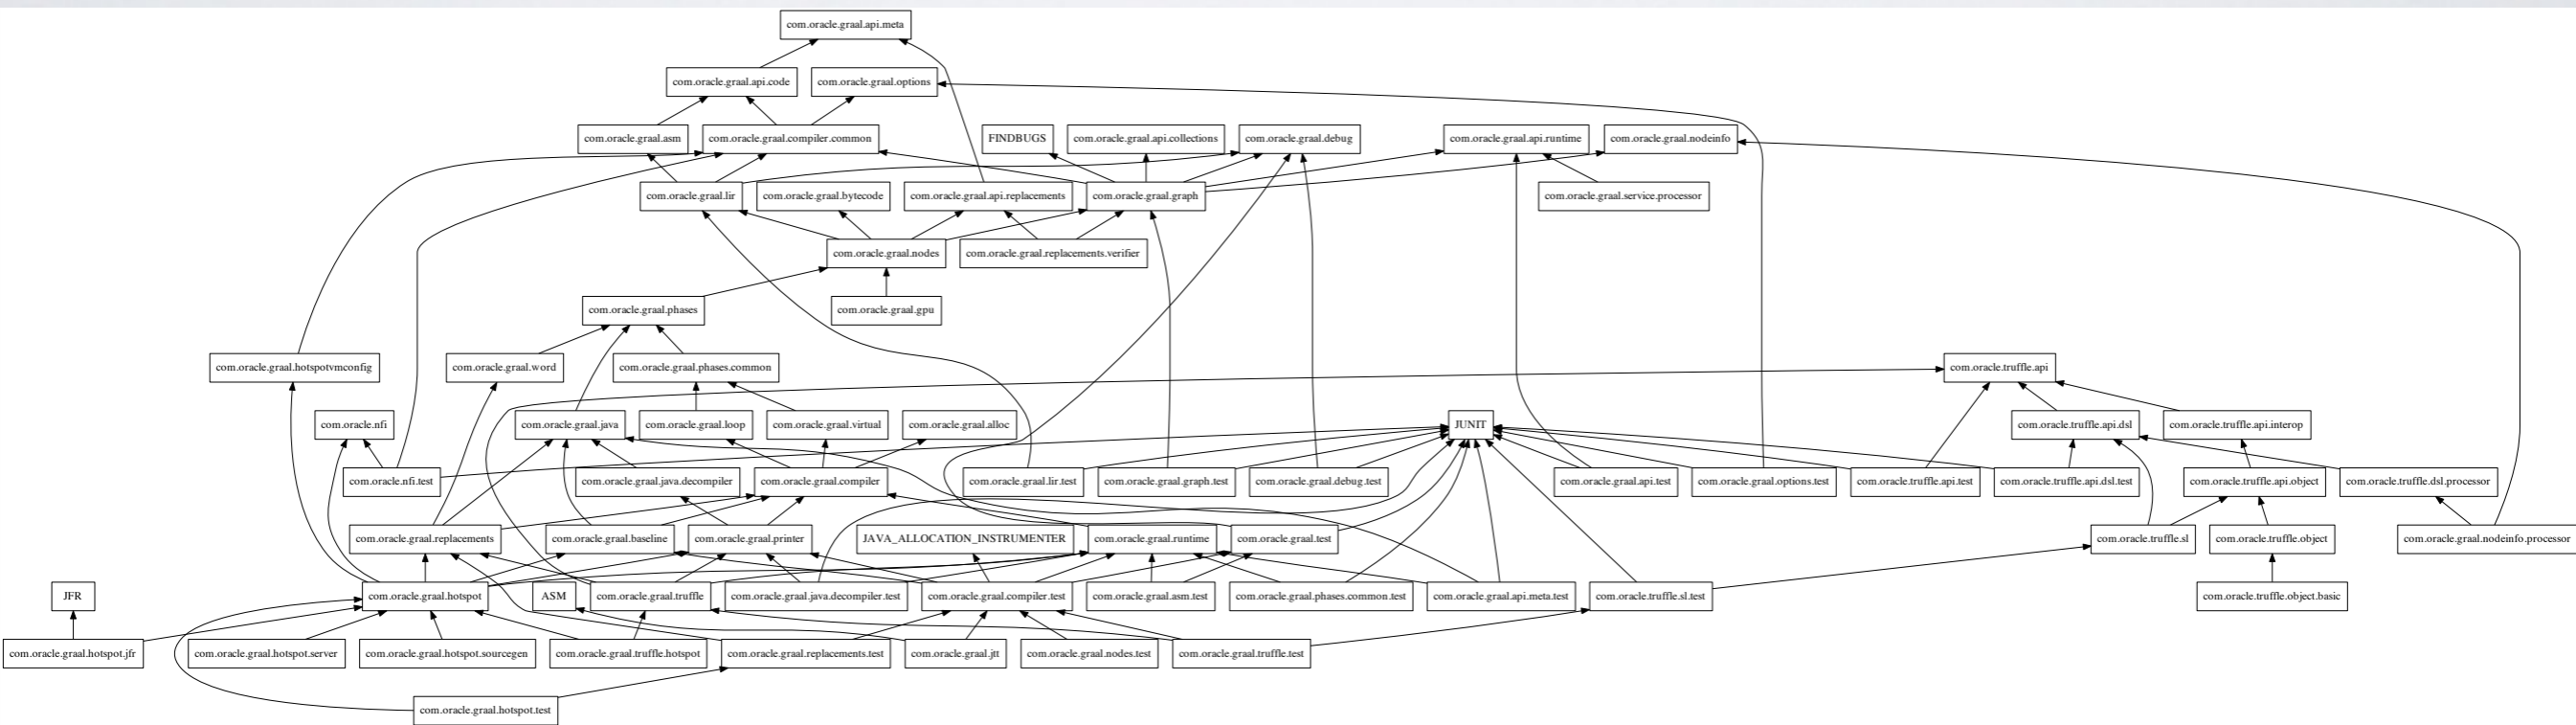 com.oracle.graal.api.meta
com.oracle.graal.api.code
com.oracle.graal.options
com.oracle.graal.asm
com.oracle.graal.compiler.common
FINDBUGS
com.oracle.graal.api.collections
com.oracle.graal.debug
com.oracle.graal.api.runtime
com.oracle.graal.nodeinfo
com.oracle.graal.lir
com.oracle.graal.bytecode
com.oracle.graal.api.replacements
com.oracle.graal.graph
com.oracle.graal.service.processor
com.oracle.graal.nodes
com.oracle.graal.replacements.verifier
com.oracle.graal.phases
com.oracle.graal.gpu
com.oracle.graal.hotspotvmconfig
com.oracle.graal.word
com.oracle.graal.phases.common
com.oracle.truffle.api
com.oracle.nfi
com.oracle.graal.java
com.oracle.graal.loop
com.oracle.graal.virtual
com.oracle.graal.alloc
JUNIT
com.oracle.truffle.api.dsl
com.oracle.truffle.api.interop
com.oracle.nfi.test
com.oracle.graal.java.decompiler
com.oracle.graal.compiler
com.oracle.graal.lir.test
com.oracle.graal.graph.test
com.oracle.graal.debug.test
com.oracle.graal.api.test
com.oracle.graal.options.test
com.oracle.truffle.api.test
com.oracle.truffle.api.dsl.test
com.oracle.truffle.api.object
com.oracle.truffle.dsl.processor
com.oracle.graal.replacements
com.oracle.graal.baseline
com.oracle.graal.printer
JAVA_ALLOCATION_INSTRUMENTER
com.oracle.graal.runtime
com.oracle.graal.test
com.oracle.truffle.sl
com.oracle.truffle.object
com.oracle.graal.nodeinfo.processor
JFR
com.oracle.graal.hotspot
ASM
com.oracle.graal.truffle
com.oracle.graal.java.decompiler.test
com.oracle.graal.compiler.test
com.oracle.graal.asm.test
com.oracle.graal.phases.common.test
com.oracle.graal.api.meta.test
com.oracle.truffle.sl.test
com.oracle.truffle.object.basic
com.oracle.graal.hotspot.jfr
com.oracle.graal.hotspot.server
com.oracle.graal.hotspot.sourcegen
com.oracle.graal.truffle.hotspot
com.oracle.graal.replacements.test
com.oracle.graal.jtt
com.oracle.graal.nodes.test
com.oracle.graal.truffle.test
com.oracle.graal.hotspot.test